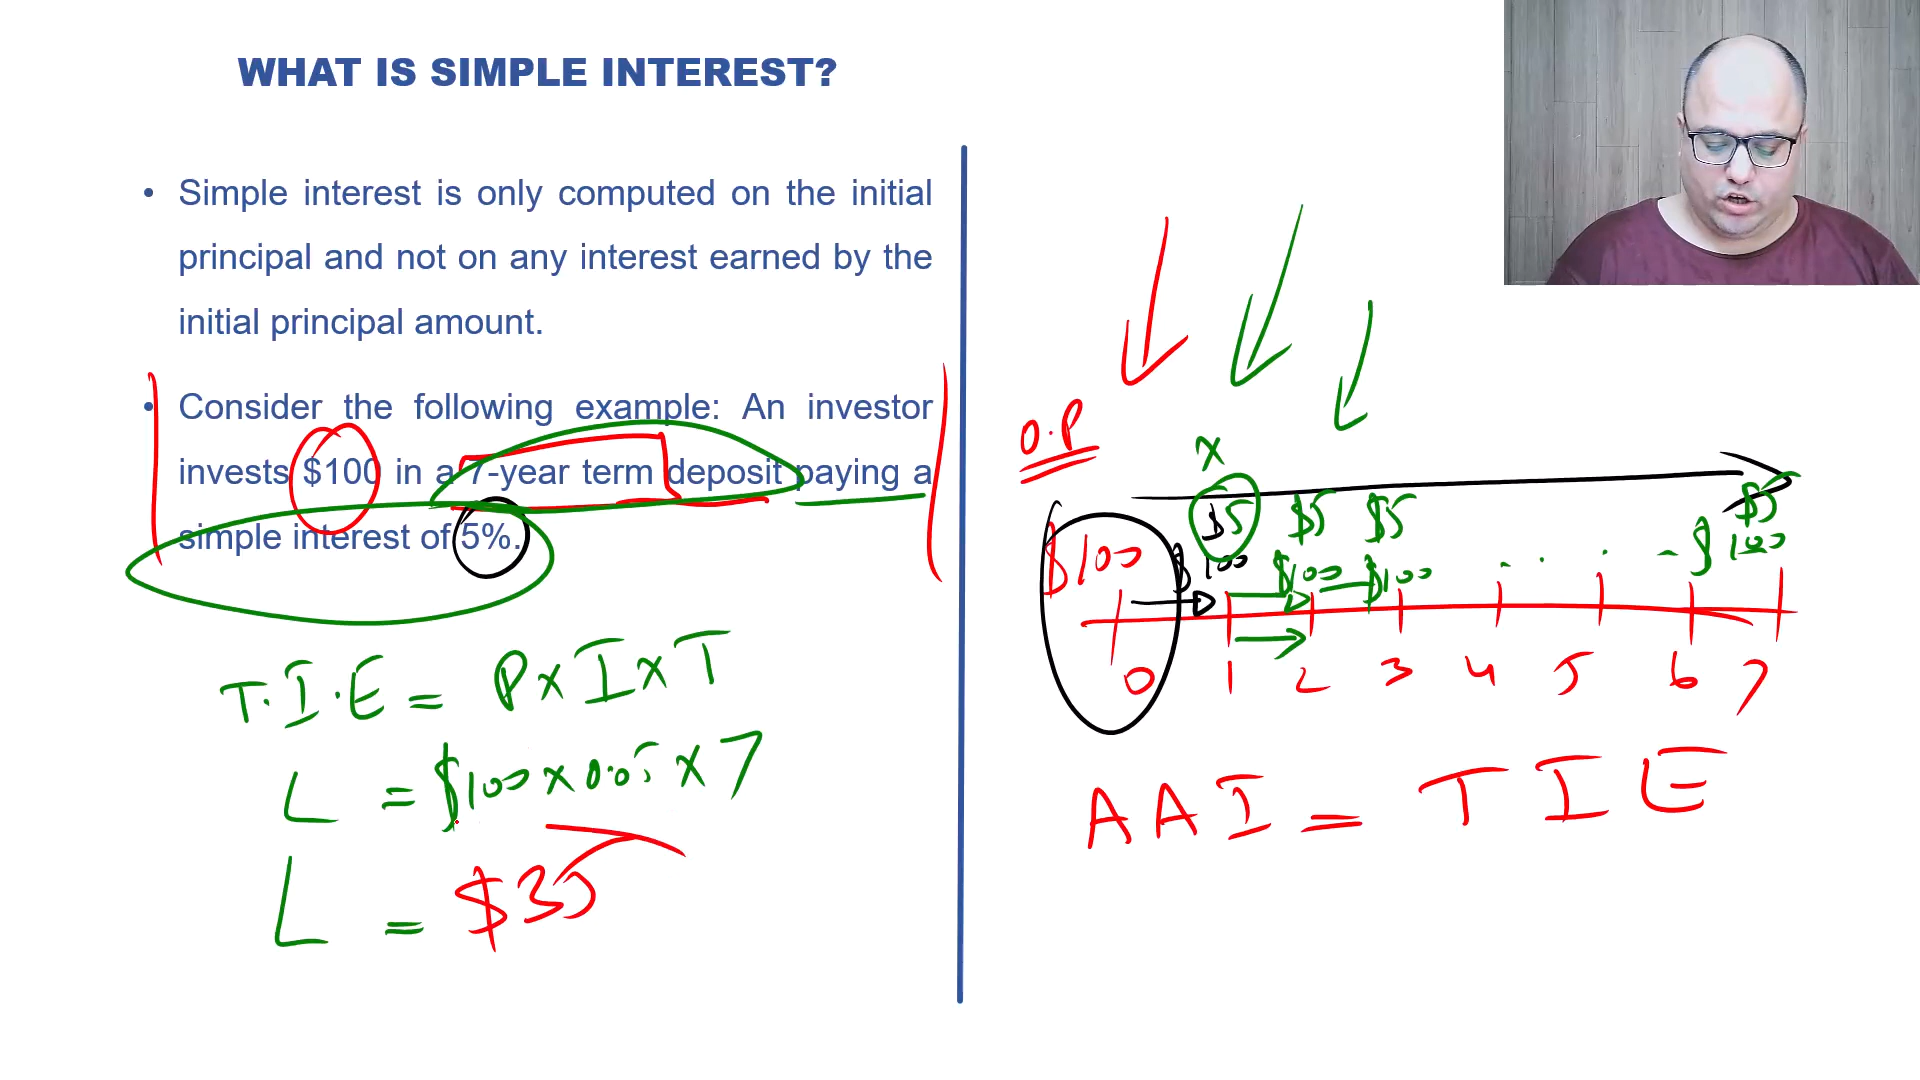 WHAT IS SIMPLE INTEREST?
• Simple interest is only computed on the initial
principal and not on any interest earned by the
initial principal amount.
• Consider the following example: An investor
invests $100 in a 7-year term deposit paying a
simple interest of 5%.
T.I.E = P x I x T
L = $100 x 0.05 x 7
L = $35
O.P
X
$5 $5 $5 $5
$100 $100 $100 $100 . . . - $100
0 1 2 3 4 5 6 7
A A I = T I E